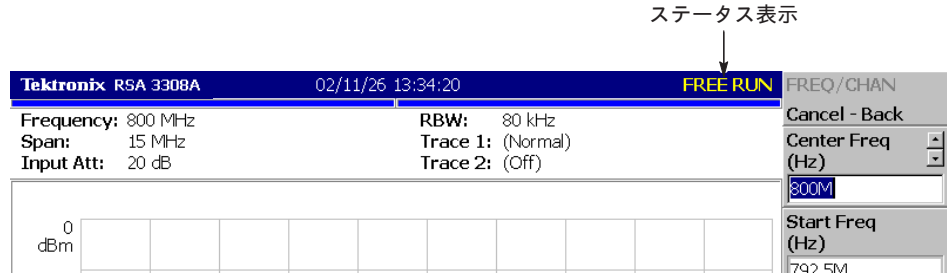 ステータス表示
Tektronix RSA 3308A 02/11/26 13:34:20 FREE RUN
FREQ/CHAN
Cancel - Back
Frequency: 800 MHz RBW: 80 kHz
Span: 15 MHz Trace 1: (Normal)
Input Att: 20 dB Trace 2: (Off)
Center Freq
(Hz)
800M
0
dBm
Start Freq
(Hz)
792.5M